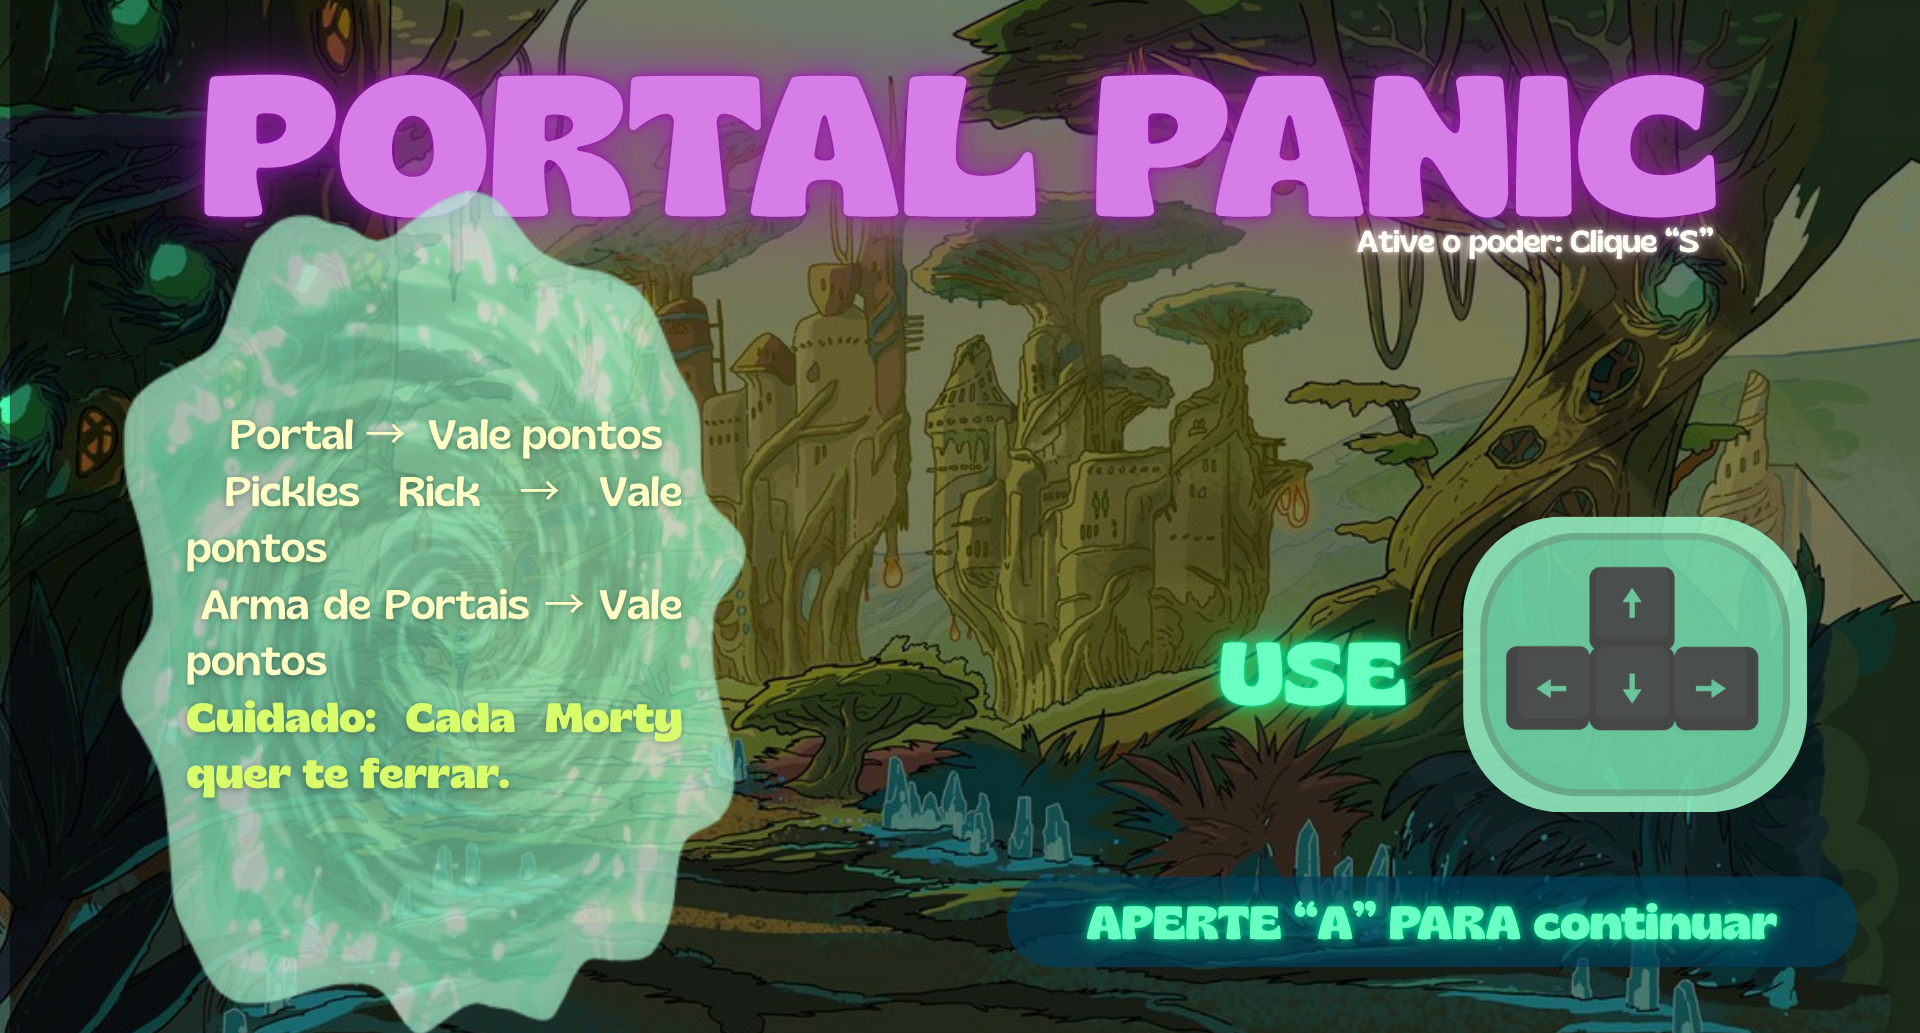 PORTAL PANIC
Ative o poder: Clique “S”
Portal → Vale pontos
Pickles Rick → Vale
pontos
Arma de Portais → Vale
pontos
Cuidado: Cada Morty
quer te ferrar.
USE
↑
← ↓ →
APERTE “A” PARA continuar